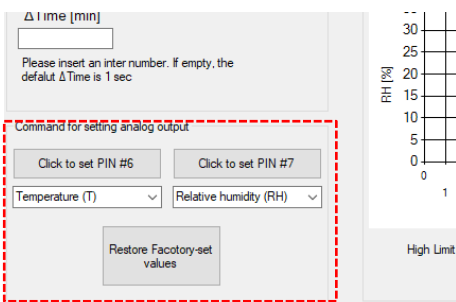 ΔTime [min]
Please insert an inter number. If empty, the
defalut ΔTime is 1 sec
Command for setting analog output
Click to set PIN #6
Click to set PIN #7
Temperature (T)
Relative humidity (RH)
Restore Facotory-set
values
RH [%]
35
30
25
20
15
10
5
0
0
1
High Limit